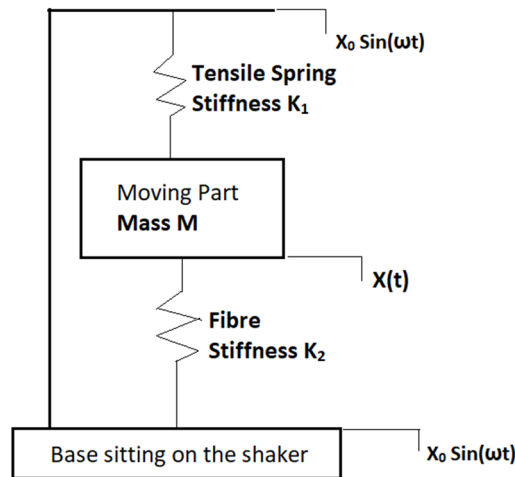 X₀ Sin(ωt)
Tensile Spring
Stiffness K₁
Moving Part
Mass M
X(t)
Fibre
Stiffness K₂
Base sitting on the shaker
X₀ Sin(ωt)